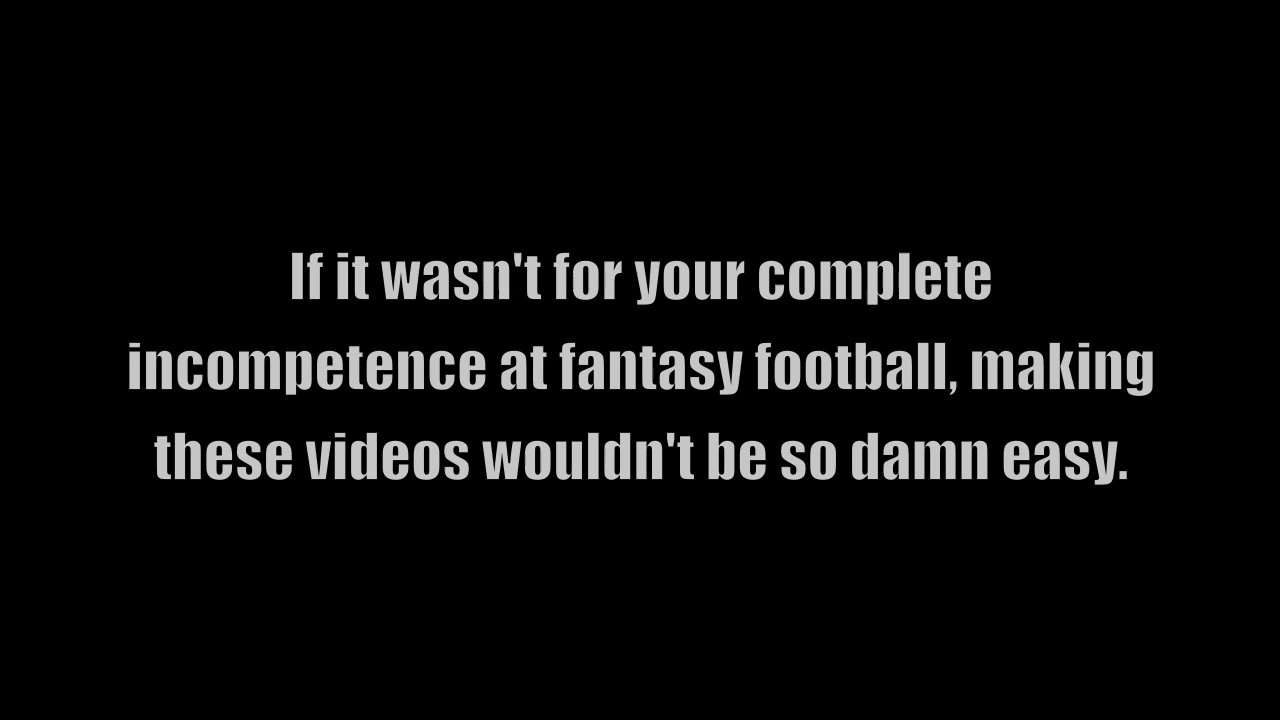 If it wasn't for your complete
incompetence at fantasy football, making
these videos wouldn't be so damn easy.